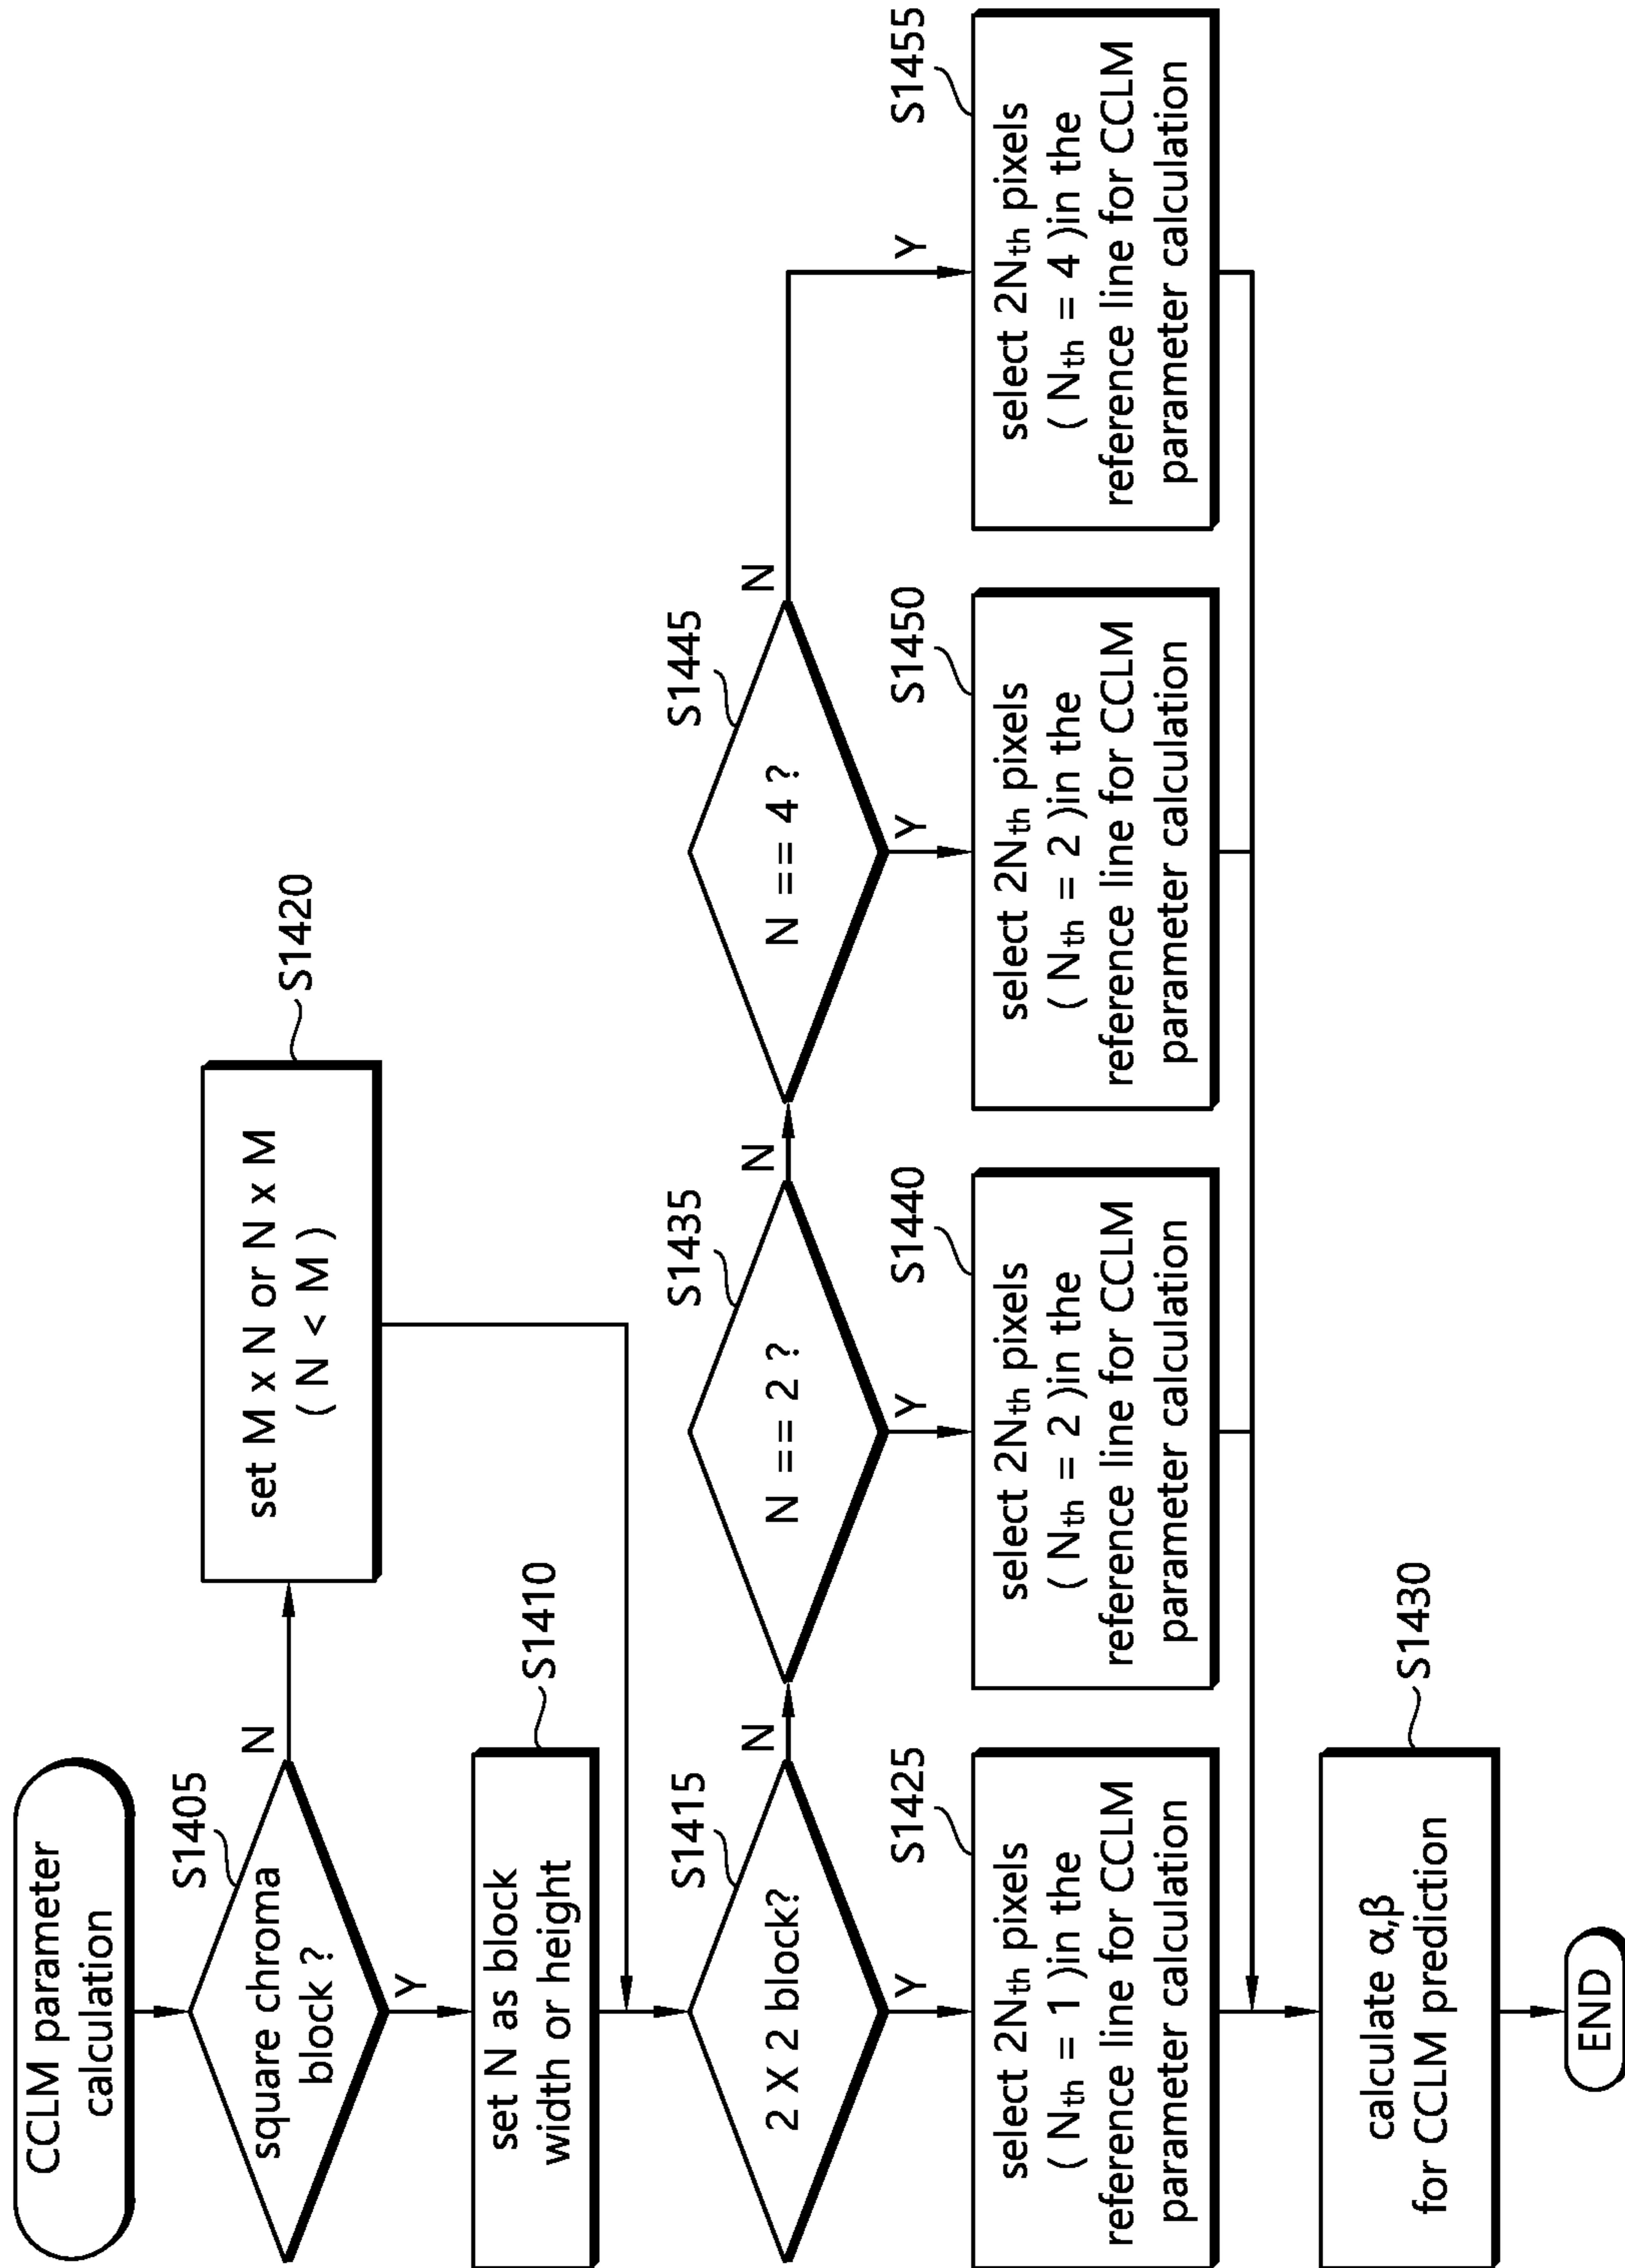 CCLM parameter
calculation
S1405
square chroma
block ?
N
Y
S1420
set M x N or N x M
( N < M )
S1410
set N as block
width or height
S1415
2 X 2 block?
N
Y
S1435
N == 2 ?
N
Y
S1445
N == 4 ?
N
Y
Y
S1425
select 2Nth pixels
( Nth = 1 )in the
reference line for CCLM
parameter calculation
S1440
select 2Nth pixels
( Nth = 2 )in the
reference line for CCLM
parameter calculation
S1450
select 2Nth pixels
( Nth = 2 )in the
reference line for CCLM
parameter calculation
S1455
select 2Nth pixels
( Nth = 4 )in the
reference line for CCLM
parameter calculation
S1430
calculate α,β
for CCLM prediction
END